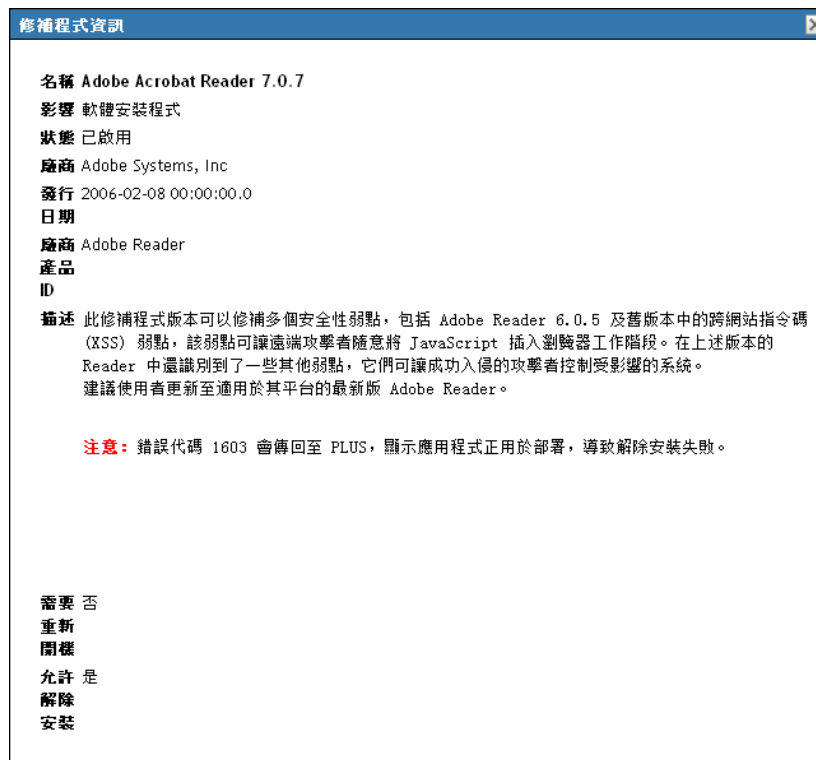 修補程式資訊
名稱 Adobe Acrobat Reader 7.0.7
影響 軟體安裝程式
狀態 已啟用
廠商 Adobe Systems, Inc
發行 2006-02-08 00:00:00.0
日期
廠商 Adobe Reader
產品
ID
描述 此修補程式版本可以修補多個安全性弱點，包括 Adobe Reader 6.0.5 及舊版本中的跨網站指令碼
(XSS) 弱點，該弱點可讓遠端攻擊者隨意將 JavaScript 插入瀏覽器工作階段。在上述版本的
Reader 中還識別到了一些其他弱點，它們可讓成功入侵的攻擊者控制受影響的系統。
建議使用者更新至適用於其平台的最新版 Adobe Reader。
注意：錯誤代碼 1603 會傳回至 PLUS，顯示應用程式正用於部署，導致解除安裝失敗。
需要 否
重新
開機
允許 是
解除
安裝